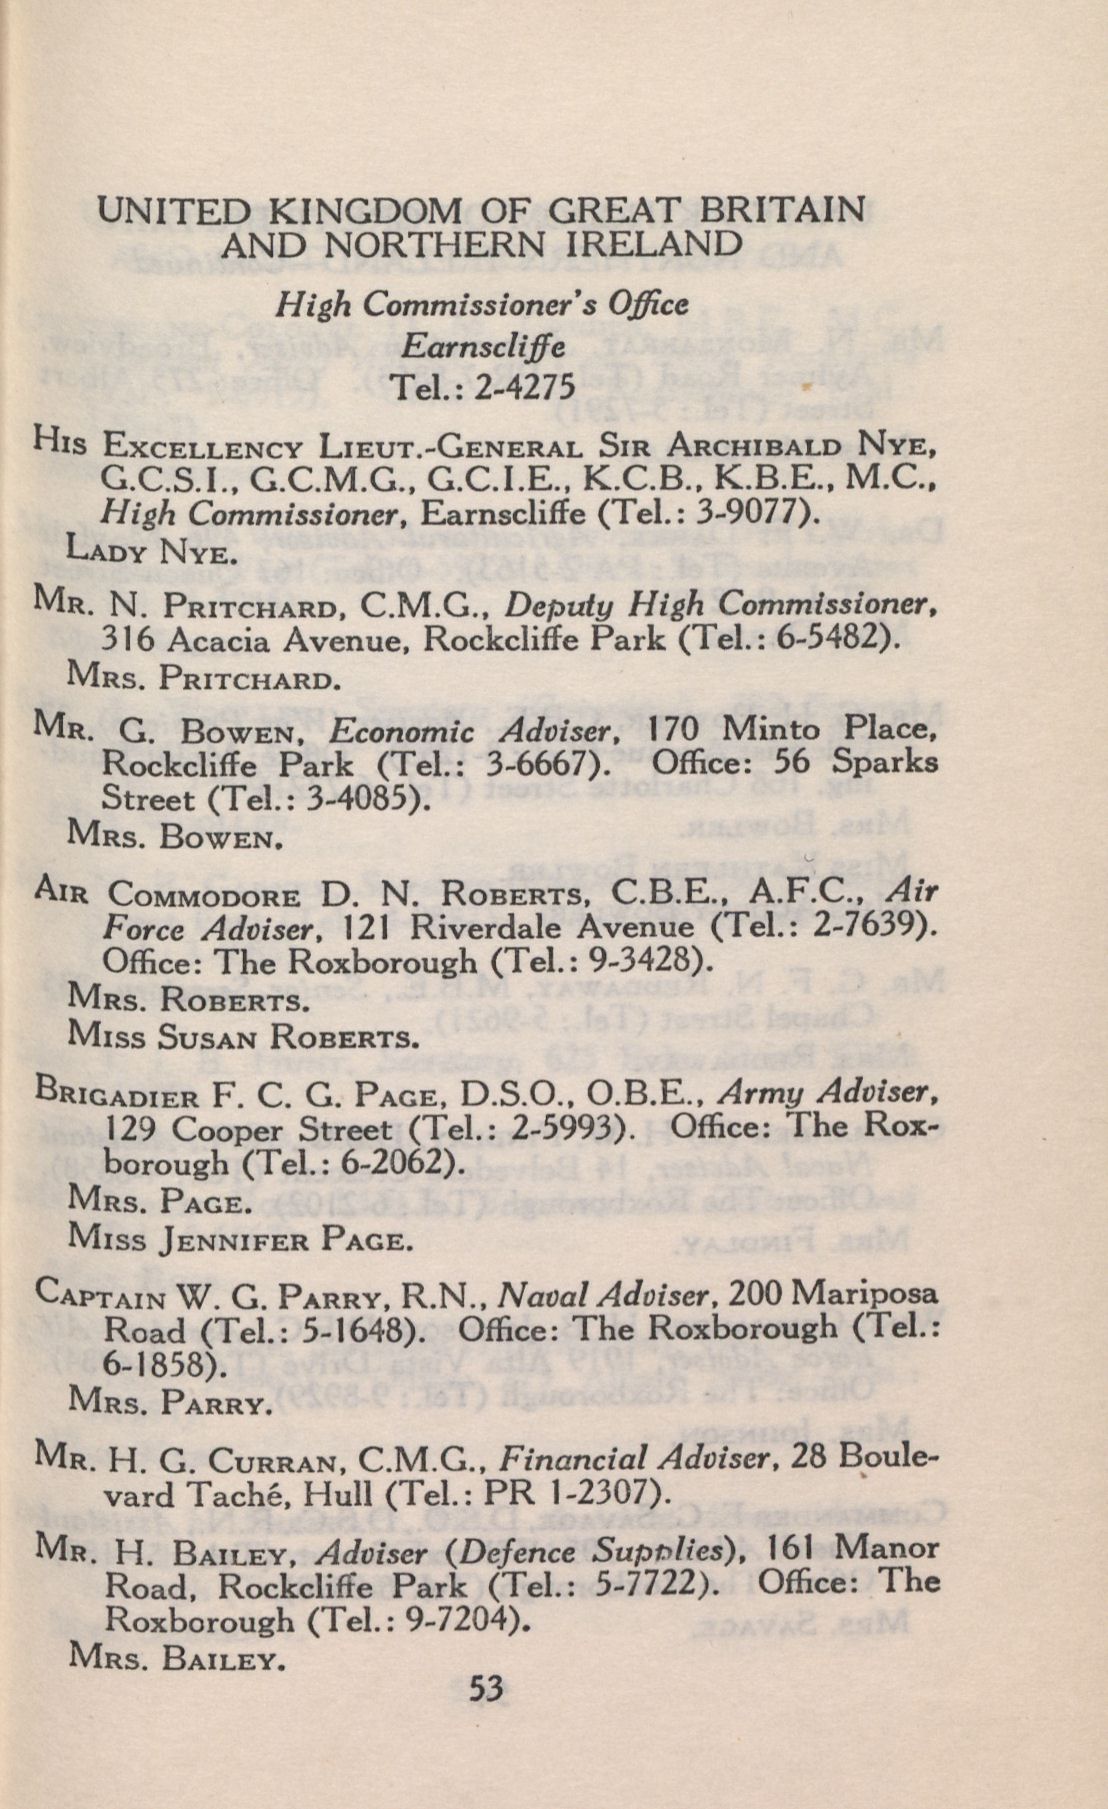 UNITED KINGDOM OF GREAT BRITAIN
AND NORTHERN IRELAND
High Commissioner's Office
Earnscliffe
Tel.: 2-4275
His Excellency Lieut.-General Sir Archibald Nye,
G.C.S.I., G.C.M.G., G.C.I.E., K.C.B., K.B.E., M.C.,
High Commissioner, Earnscliffe (Tel.: 3-9077).
Lady Nye.
Mr. N. Pritchard, C.M.G., Deputy High Commissioner,
316 Acacia Avenue, Rockcliffe Park (Tel.: 6-5482).
Mrs. Pritchard.
Mr. G. Bowen, Economic Adviser, 170 Minto Place,
Rockcliffe Park (Tel.: 3-6667). Office: 56 Sparks
Street (Tel.: 3-4085).
Mrs. Bowen.
Air Commodore D. N. Roberts, C.B.E., A.F.C., Air
Force Adviser, 121 Riverdale Avenue (Tel.: 2-7639).
Office: The Roxborough (Tel.: 9-3428).
Mrs. Roberts.
Miss Susan Roberts.
Brigadier F. C. G. Page, D.S.O., O.B.E., Army Adviser,
129 Cooper Street (Tel.: 2-5993). Office: The Rox-
borough (Tel.: 6-2062).
Mrs. Page.
Miss Jennifer Page.
Captain W. G. Parry, R.N., Naval Adviser, 200 Mariposa
Road (Tel.: 5-1648). Office: The Roxborough (Tel.:
6-1858).
Mrs. Parry.
Mr. H. G. Curran, C.M.G., Financial Adviser, 28 Boule-
vard Taché, Hull (Tel.: PR 1-2307).
Mr. H. Bailey, Adviser (Defence Supplies), 161 Manor
Road, Rockcliffe Park (Tel.: 5-7722). Office: The
Roxborough (Tel.: 9-7204).
Mrs. Bailey.
53